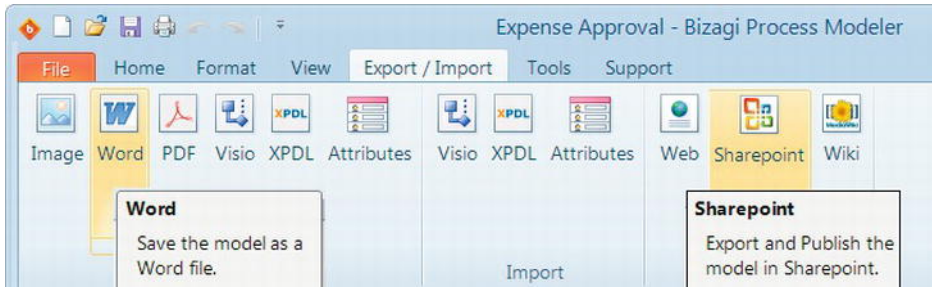 Expense Approval - Bizagi Process Modeler
File Home Format View Export / Import Tools Support
W XPDL XPDL
Image Word PDF Visio XPDL Attributes Visio XPDL Attributes Web Sharepoint Wiki
Word
Save the model as a
Word file.
Import
Sharepoint
Export and Publish the
model in Sharepoint.